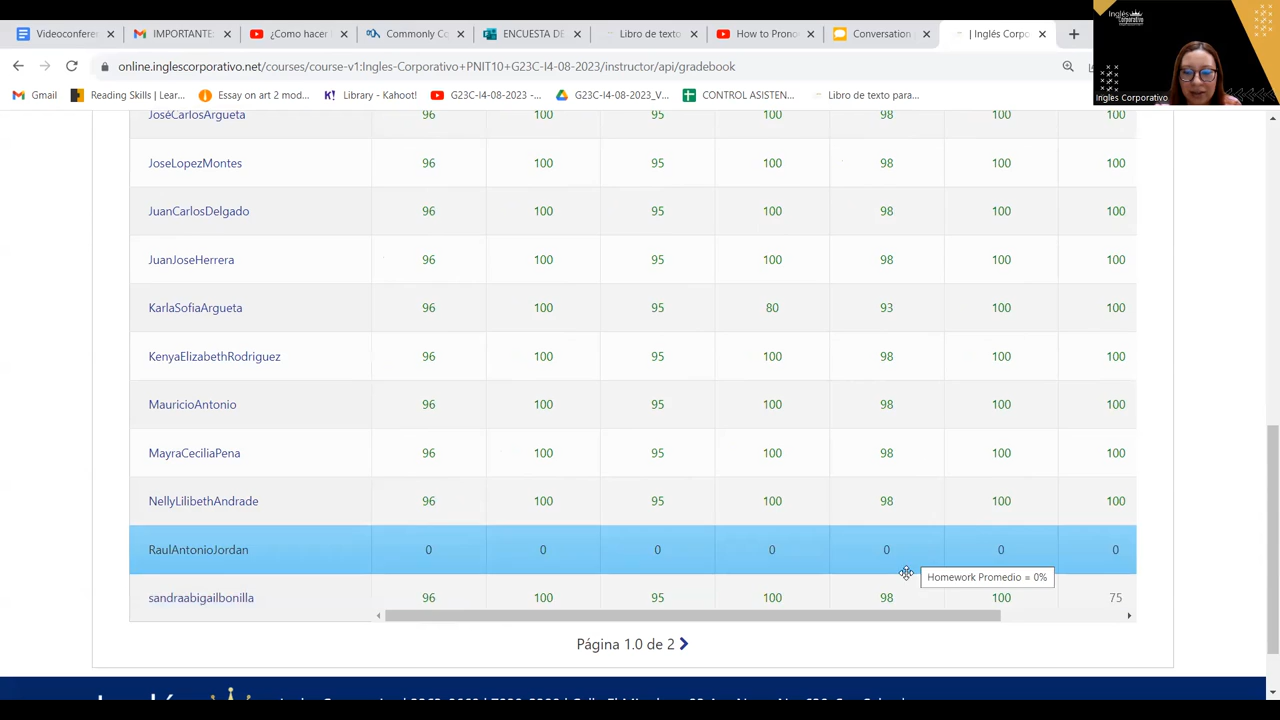 Videoconfere
IMPORTANTE:
¿Como hacer
Commonly Co
ENCUESTA DE
Libro de texto
How to Prono
Conversation
| Inglés Corpo
Inglés
Corporativo
online.inglescorporativo.net/courses/course-v1:Ingles-Corporativo+PNIT10+G23C-I4-08-2023/instructor/api/gradebook
Ingles Corporativo
Gmail
Reading Skills | Lear...
Essay on art 2 mod...
Library - Kano...
G23C-I4-08-2023 -...
G23C-I4-08-2023_V...
CONTROL ASISTEN...
Libro de texto para...
JoséCarlosArgueta 96 100 95 100 98 100 100
JoseLopezMontes 96 100 95 100 98 100 100
JuanCarlosDelgado 96 100 95 100 98 100 100
JuanJoseHerrera 96 100 95 100 98 100 100
KarlaSofiaArgueta 96 100 95 80 93 100 100
KenyaElizabethRodriguez 96 100 95 100 98 100 100
MauricioAntonio 96 100 95 100 98 100 100
MayraCeciliaPena 96 100 95 100 98 100 100
NellyLilibethAndrade 96 100 95 100 98 100 100
RaulAntonioJordan 0 0 0 0 0 0 0
Homework Promedio = 0%
sandraabigailbonilla 96 100 95 100 98 100 75
Página 1.0 de 2